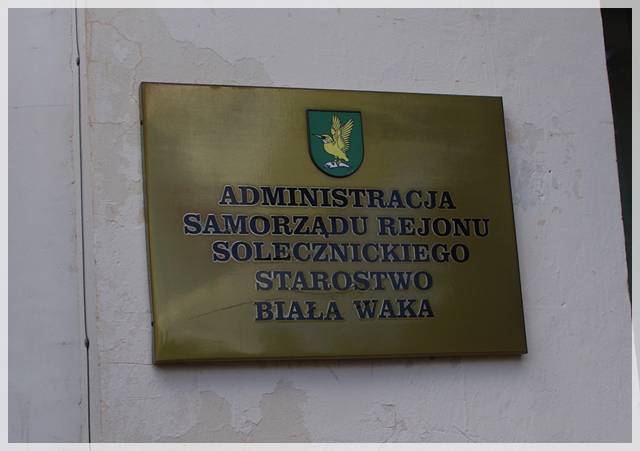 ADMINISTRACJA
SAMORZĄDU REJONU
SOLECZNICKIEGO
STAROSTWO
BIAŁA WAKA